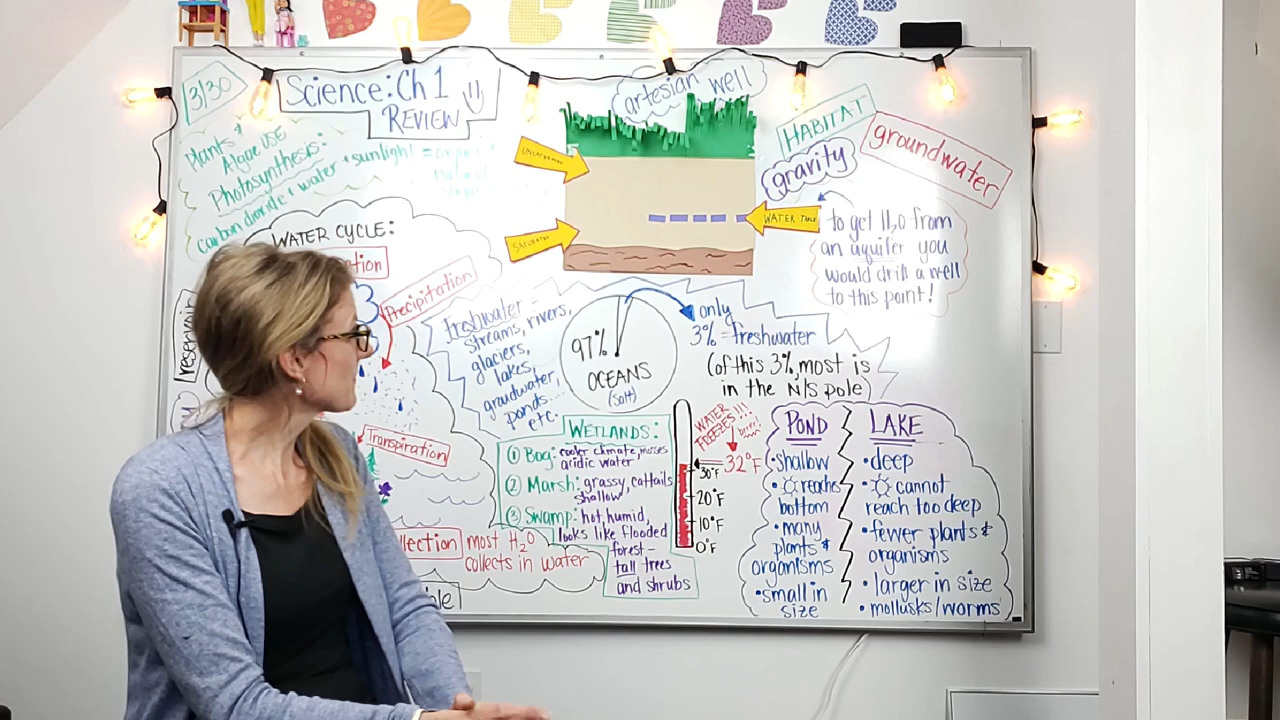 3/30
Science: Ch 1
REVIEW
artesian well
HABITAT
gravity
groundwater
Plants &
Algae use
Photosynthesis:
carbon dioxide & water + sunlight =
UNSATURATED
SATURATED
WATER TABLE
to get H2O from
an aquifer you
would drill a well
to this point!
WATER CYCLE:
Precipitation
Transpiration
most H2O
collects in water
reservoir
Freshwater =
streams, rivers,
glaciers,
lakes,
groudwater,
ponds...
etc.
97%
OCEANS
(salt)
only
3% = freshwater
(of this 3%, most is
in the N/S pole)
WETLANDS:
① Bog: cooler climate, mosses
acidic water
② Marsh: grassy, cattails
shallow
③ Swamp: hot, humid,
looks like flooded
forest—
tall trees
and shrubs
WATER
FREEZES!!!
brrr!
32°F
30°F
20°F
10°F
0°F
POND
• shallow
• reaches
bottom
• many
plants &
organisms
• small in
size
LAKE
• deep
• cannot
reach too deep
• fewer plants &
organisms
• larger in size
• mollusks/worms